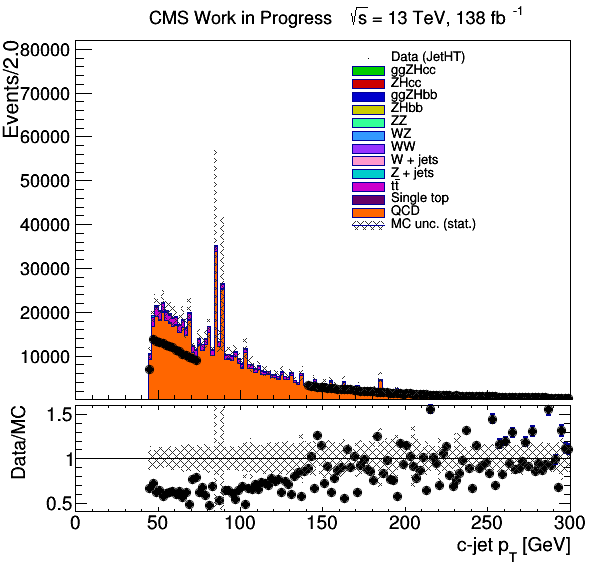 CMS Work in Progress √s = 13 TeV, 138 fb⁻¹
Events/2.0
80000
70000
60000
50000
40000
30000
20000
10000
Data (JetHT)
ggZHcc
ZHcc
ggZHbb
ZHbb
ZZ
WZ
WW
W + jets
Z + jets
tt̄
Single top
QCD
MC unc. (stat.)
Data/MC
1.5
1
0.5
0 50 100 150 200 250 300
c-jet p_T [GeV]